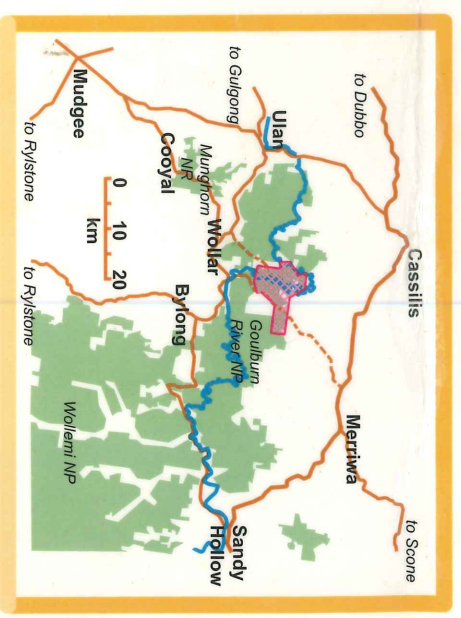 to Dubbo
Cassilis
to Gulgong
Ulan
Merriwa
to Scone
Munghorn
NR
Wollar
Goulburn
River NP
Mudgee
Cooyal
Bylong
Sandy
Hollow
to Rylstone
0 10 20
km
to Rylstone
Wollemi NP